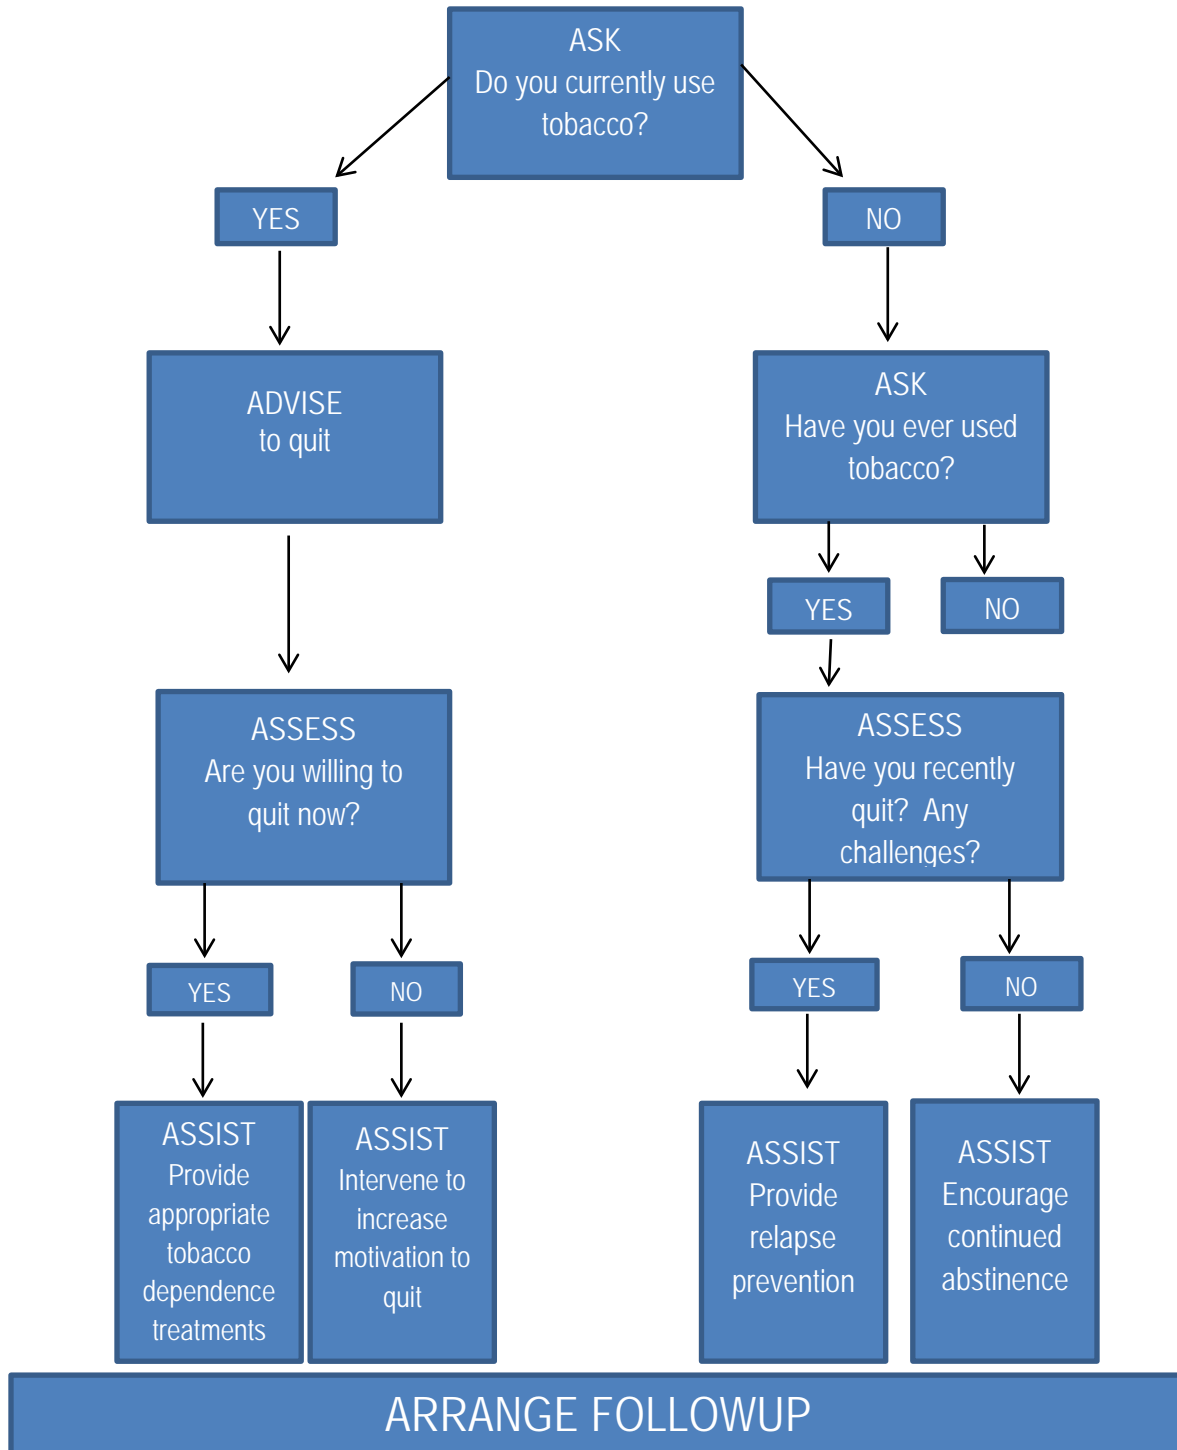 ASK
Do you currently use
tobacco?
YES
NO
ADVISE
to quit
ASK
Have you ever used
tobacco?
YES
NO
ASSESS
Are you willing to
quit now?
ASSESS
Have you recently
quit? Any
challenges?
YES
NO
YES
NO
ASSIST
Provide
appropriate
tobacco
dependence
treatments
ASSIST
Intervene to
increase
motivation to
quit
ASSIST
Provide
relapse
prevention
ASSIST
Encourage
continued
abstinence
ARRANGE FOLLOWUP